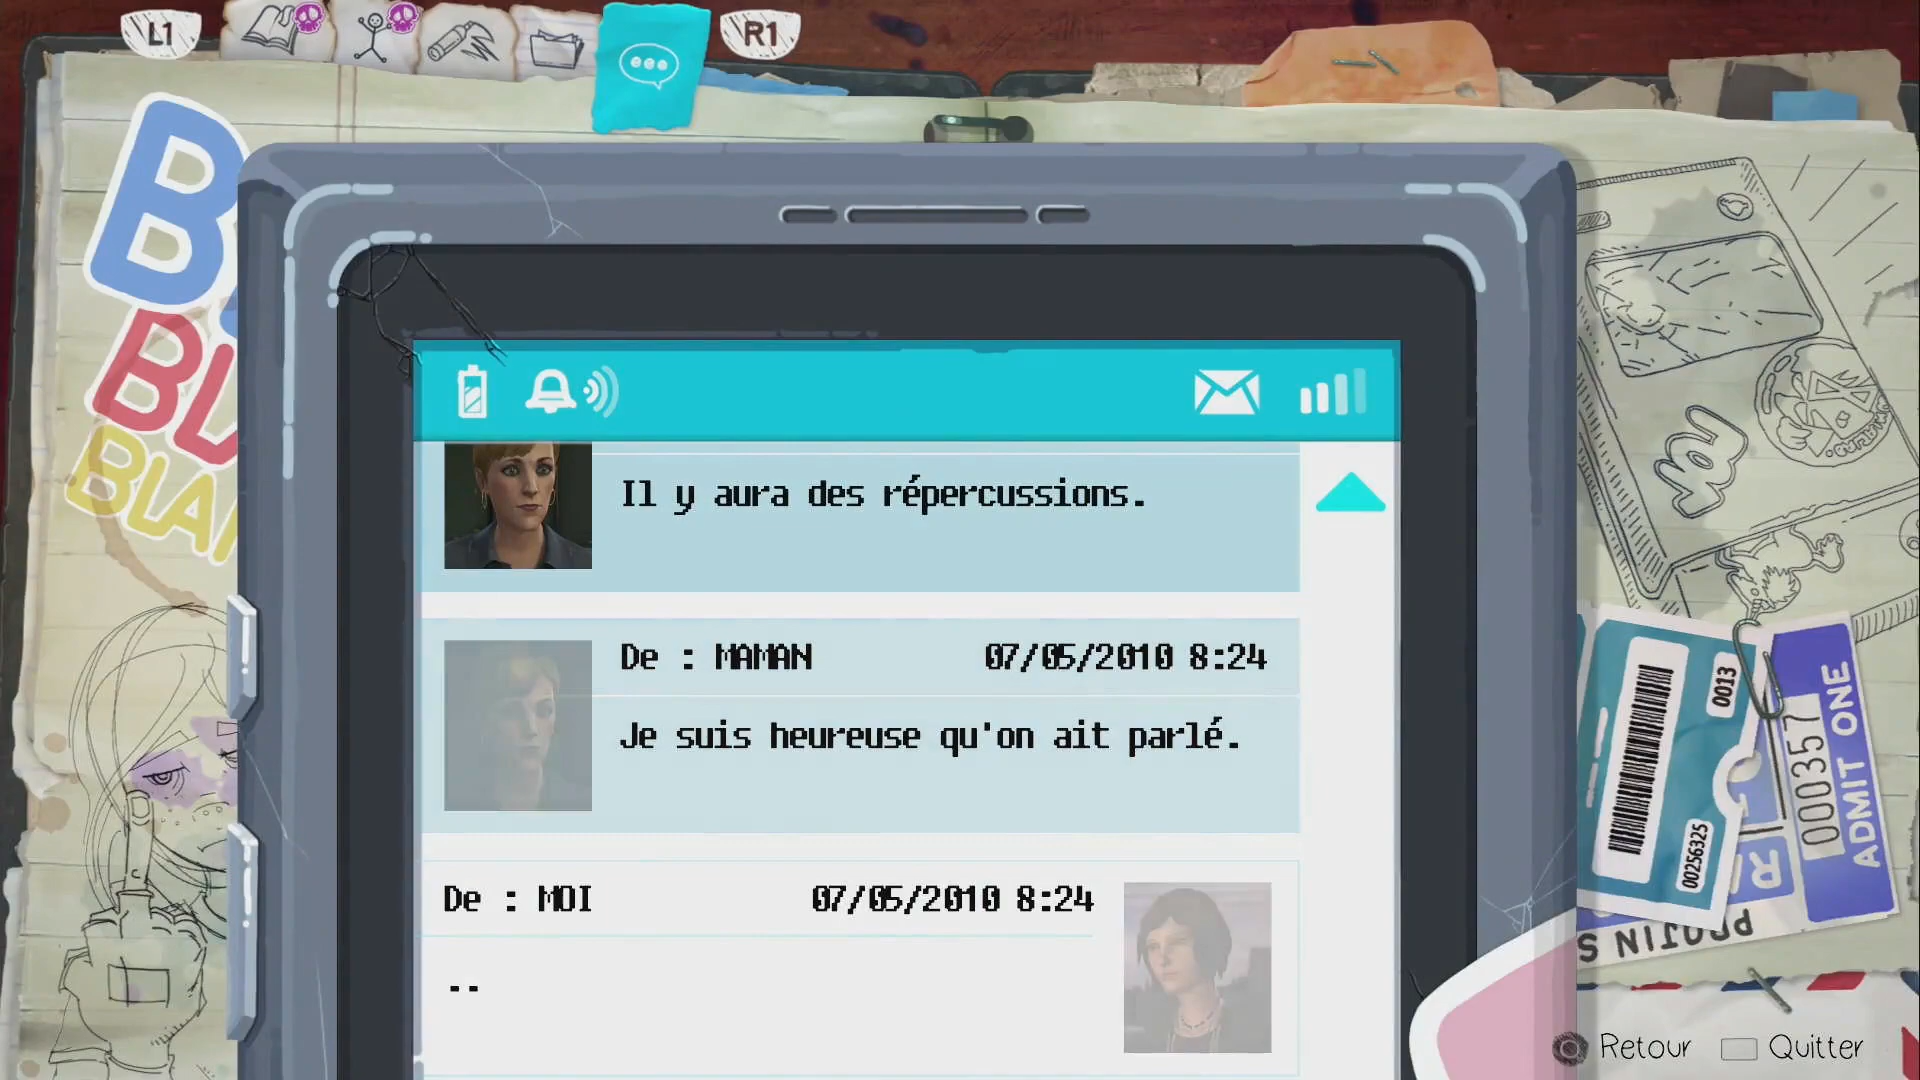 L1
R1
Il y aura des répercussions.
De : MAMAN 07/05/2010 8:24
Je suis heureuse qu'on ait parlé.
De : MOI 07/05/2010 8:24
..
BLA
0013
00256325
000357
ADMIT ONE
Retour
Quitter